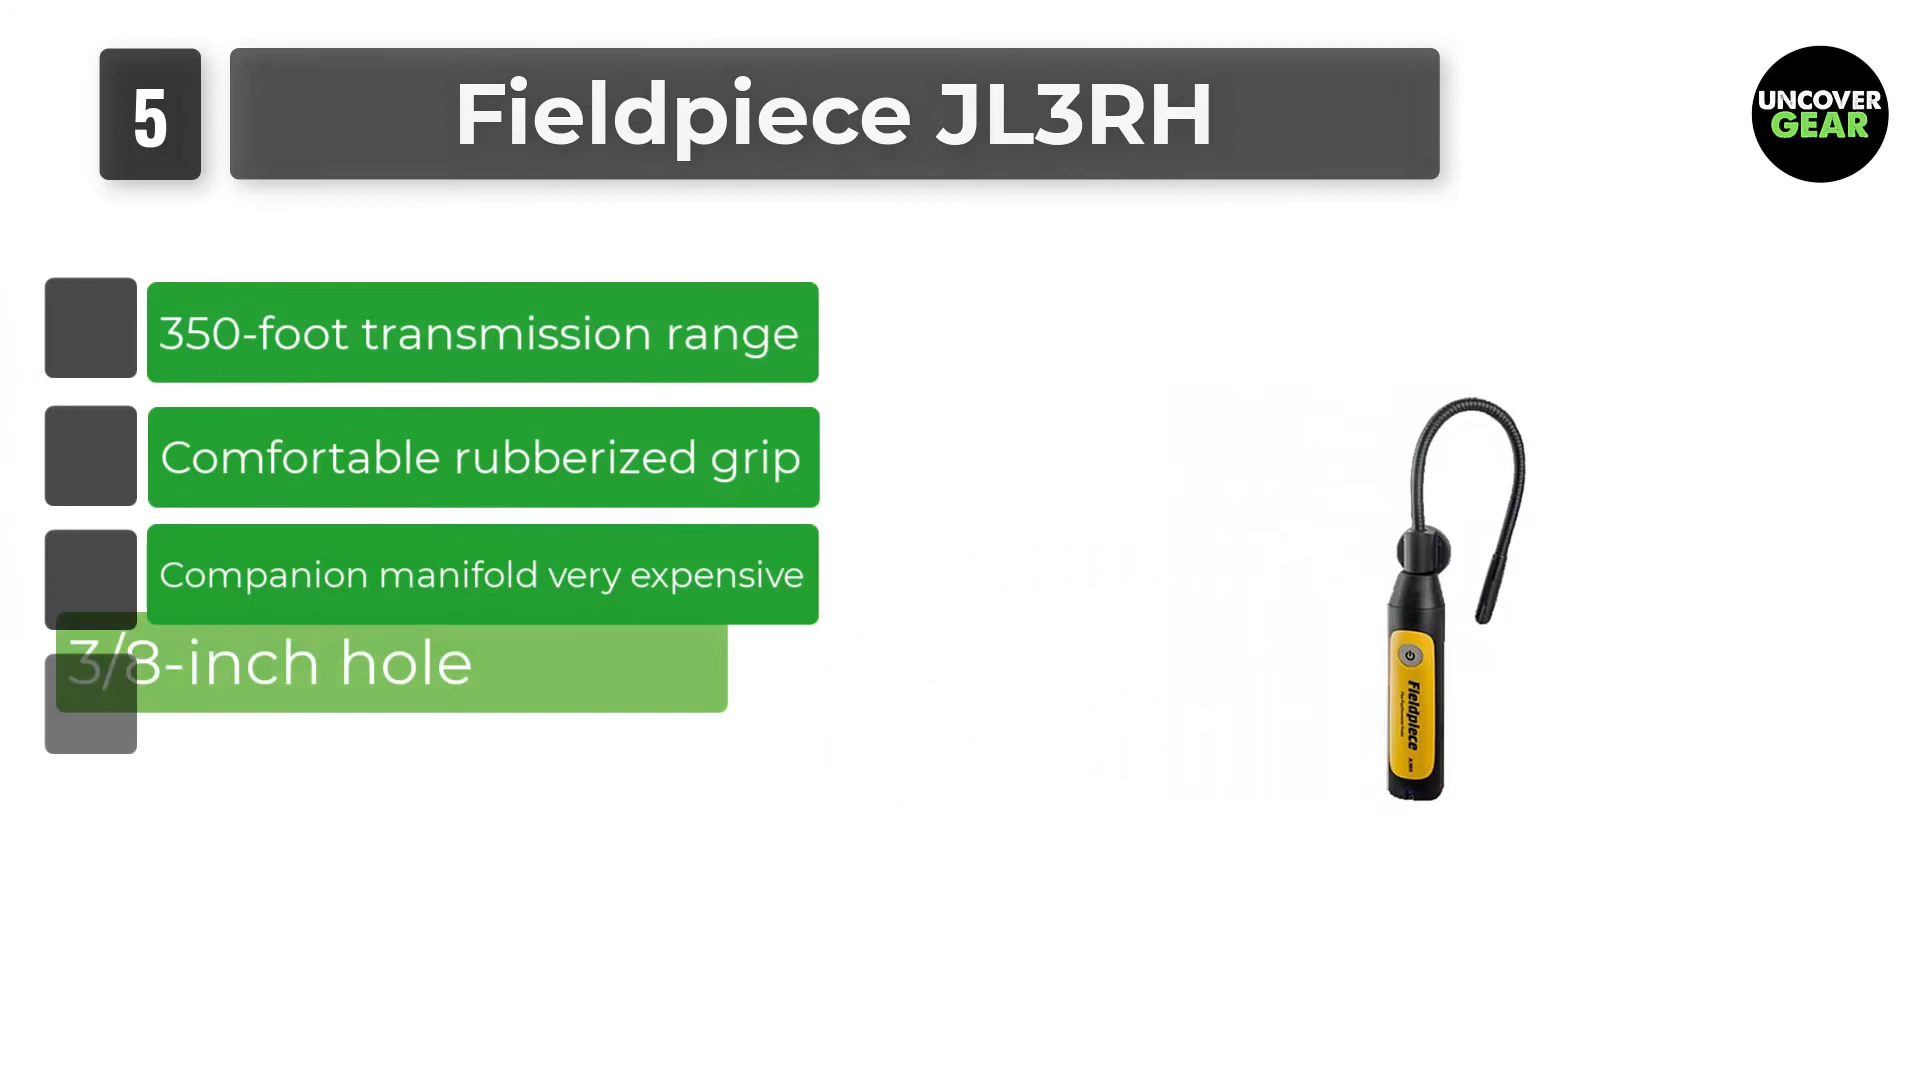 5
Fieldpiece JL3RH
UNCOVER
GEAR
350-foot transmission range
Comfortable rubberized grip
Companion manifold very expensive
3/8-inch hole
Fieldpiece